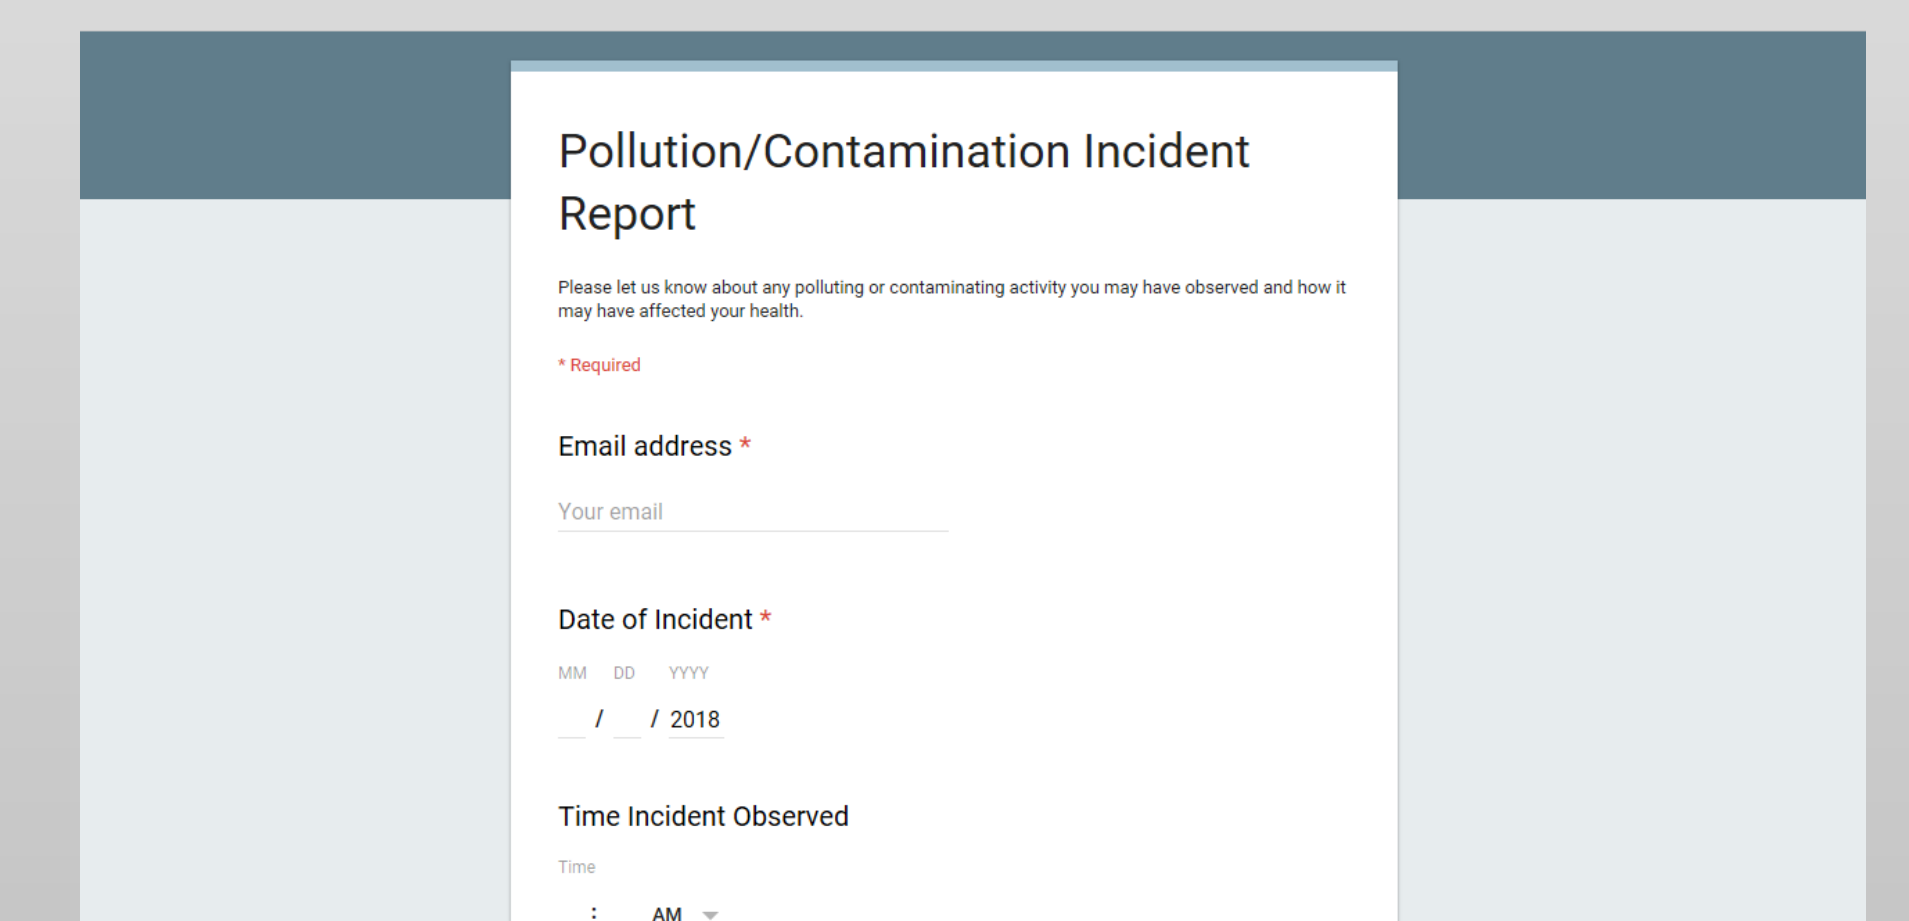 Pollution/Contamination Incident
Report
Please let us know about any polluting or contaminating activity you may have observed and how it
may have affected your health.
* Required
Email address *
Your email
Date of Incident *
MM DD YYYY
/ / 2018
Time Incident Observed
Time
: AM